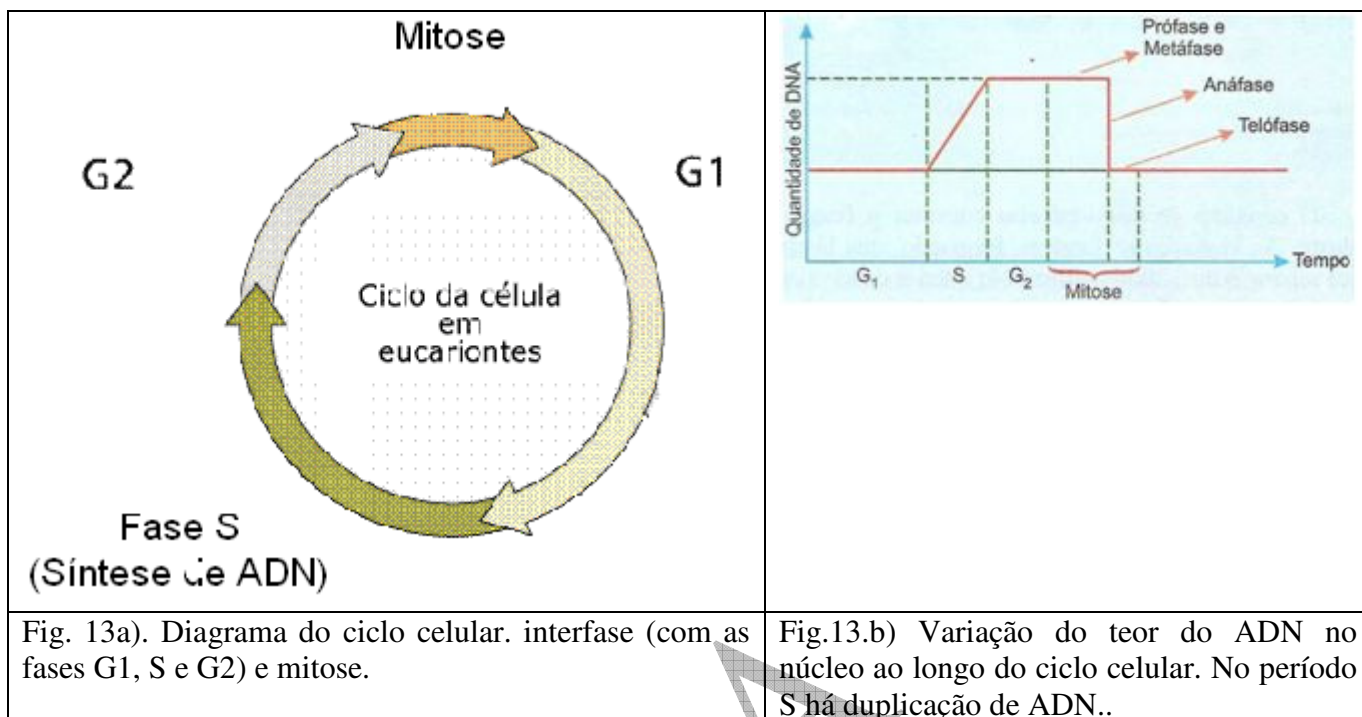 Mitose
G2
G1
Ciclo da célula
em
eucariontes
Fase S
(Síntese de ADN)
Fig. 13a). Diagrama do ciclo celular. interfase (com as
fases G1, S e G2) e mitose.
Quantidade de DNA
Prófase e
Metáfase
Anáfase
Telófase
Tempo
G₁ S G₂
Mitose
Fig.13.b) Variação do teor do ADN no
núcleo ao longo do ciclo celular. No período
S há duplicação de ADN..